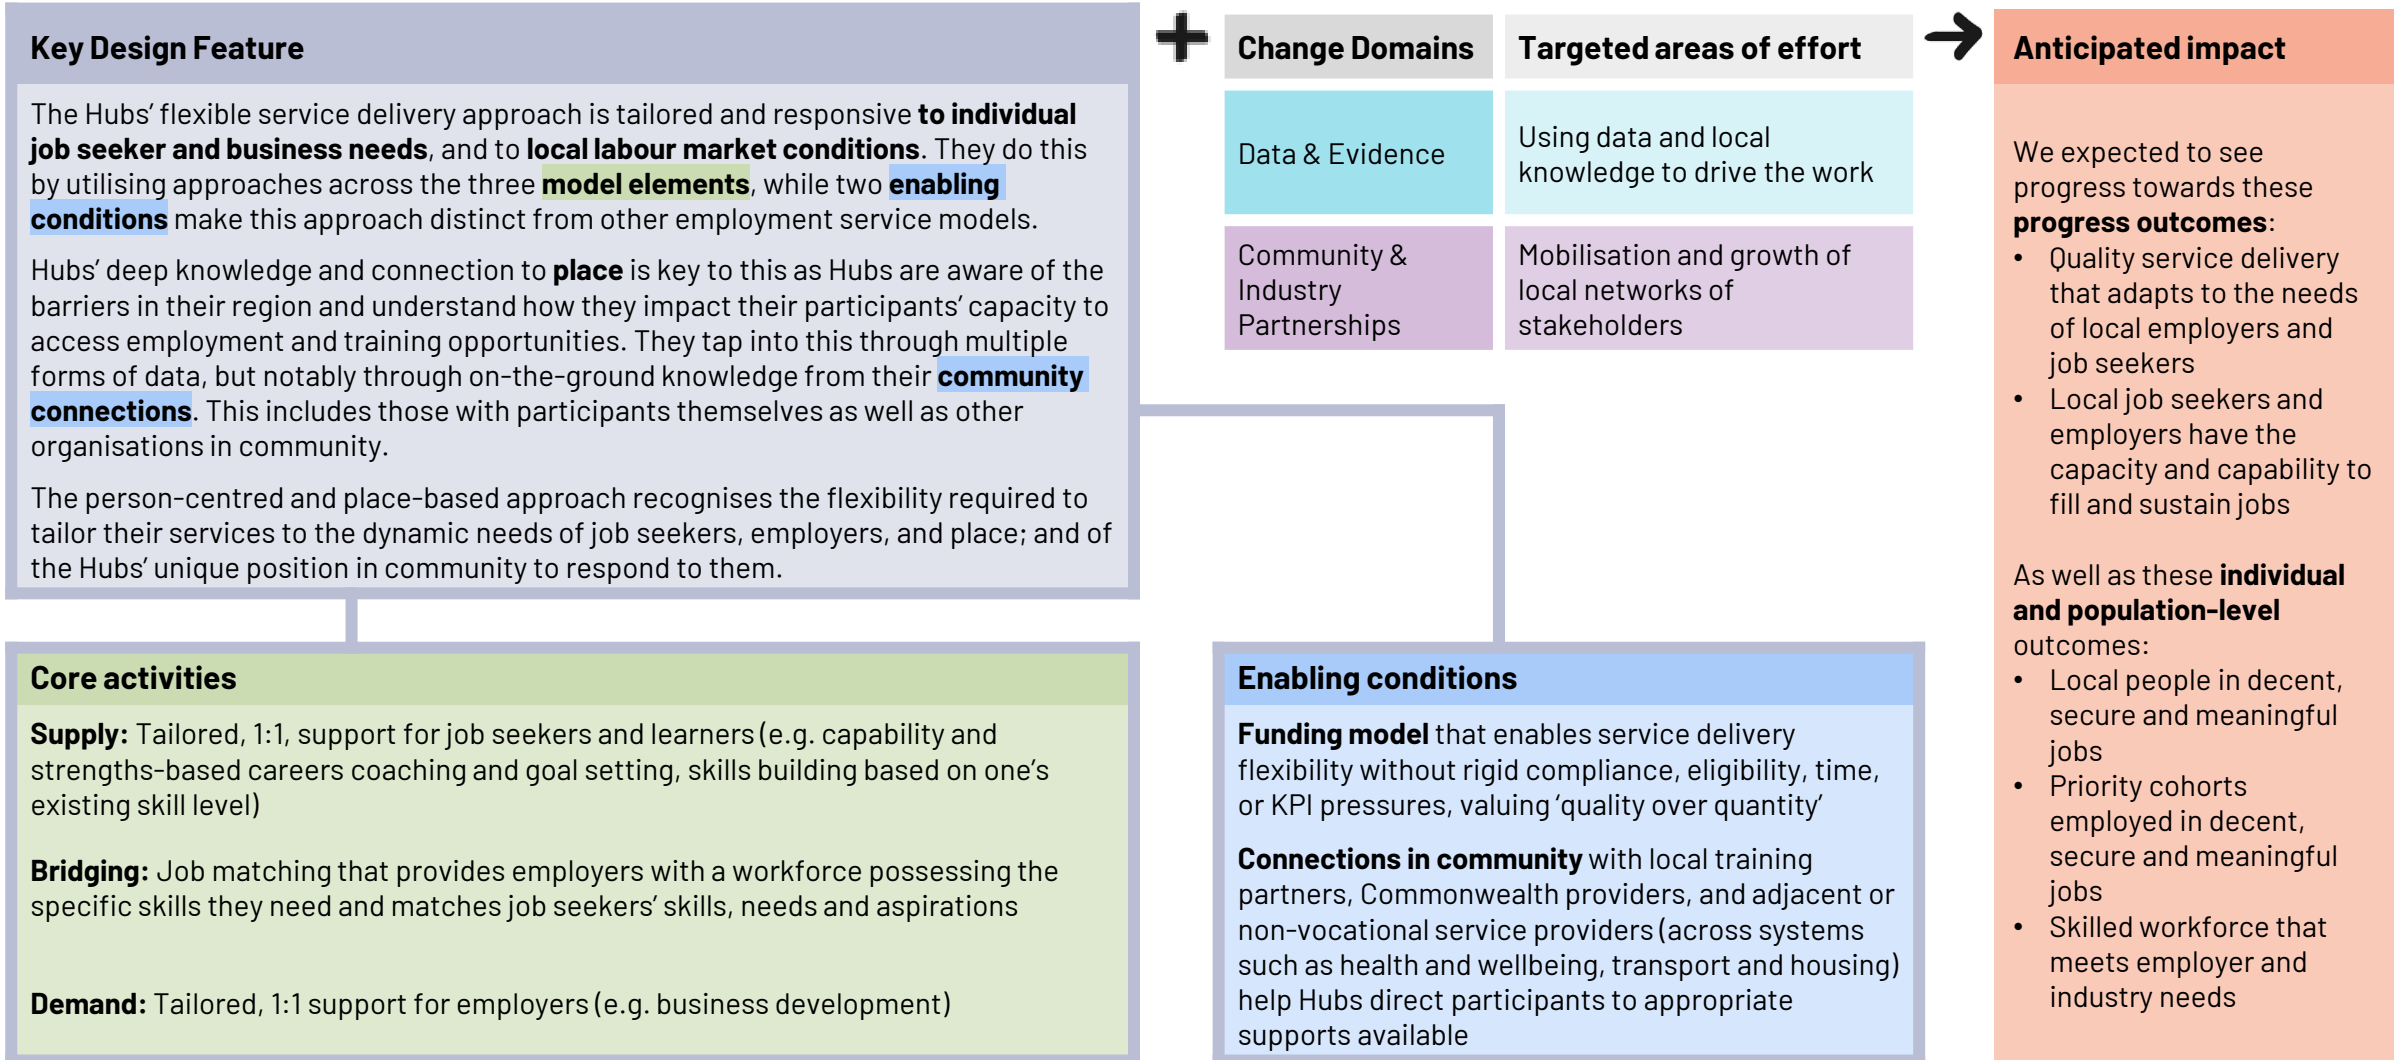 Key Design Feature
The Hubs’ flexible service delivery approach is tailored and responsive to individual
job seeker and business needs, and to local labour market conditions. They do this
by utilising approaches across the three model elements, while two enabling
conditions make this approach distinct from other employment service models.
Hubs’ deep knowledge and connection to place is key to this as Hubs are aware of the
barriers in their region and understand how they impact their participants’ capacity to
access employment and training opportunities. They tap into this through multiple
forms of data, but notably through on-the-ground knowledge from their community
connections. This includes those with participants themselves as well as other
organisations in community.
The person-centred and place-based approach recognises the flexibility required to
tailor their services to the dynamic needs of job seekers, employers, and place; and of
the Hubs’ unique position in community to respond to them.
Change Domains
Targeted areas of effort
Data & Evidence
Using data and local
knowledge to drive the work
Community &
Industry
Partnerships
Mobilisation and growth of
local networks of
stakeholders
Core activities
Supply: Tailored, 1:1, support for job seekers and learners (e.g. capability and
strengths-based careers coaching and goal setting, skills building based on one’s
existing skill level)
Bridging: Job matching that provides employers with a workforce possessing the
specific skills they need and matches job seekers’ skills, needs and aspirations
Demand: Tailored, 1:1 support for employers (e.g. business development)
Enabling conditions
Funding model that enables service delivery
flexibility without rigid compliance, eligibility, time,
or KPI pressures, valuing ‘quality over quantity’
Connections in community with local training
partners, Commonwealth providers, and adjacent or
non-vocational service providers (across systems
such as health and wellbeing, transport and housing)
help Hubs direct participants to appropriate
supports available
Anticipated impact
We expected to see
progress towards these
progress outcomes:
• Quality service delivery
that adapts to the needs
of local employers and
job seekers
• Local job seekers and
employers have the
capacity and capability to
fill and sustain jobs
As well as these individual
and population-level
outcomes:
• Local people in decent,
secure and meaningful
jobs
• Priority cohorts
employed in decent,
secure and meaningful
jobs
• Skilled workforce that
meets employer and
industry needs